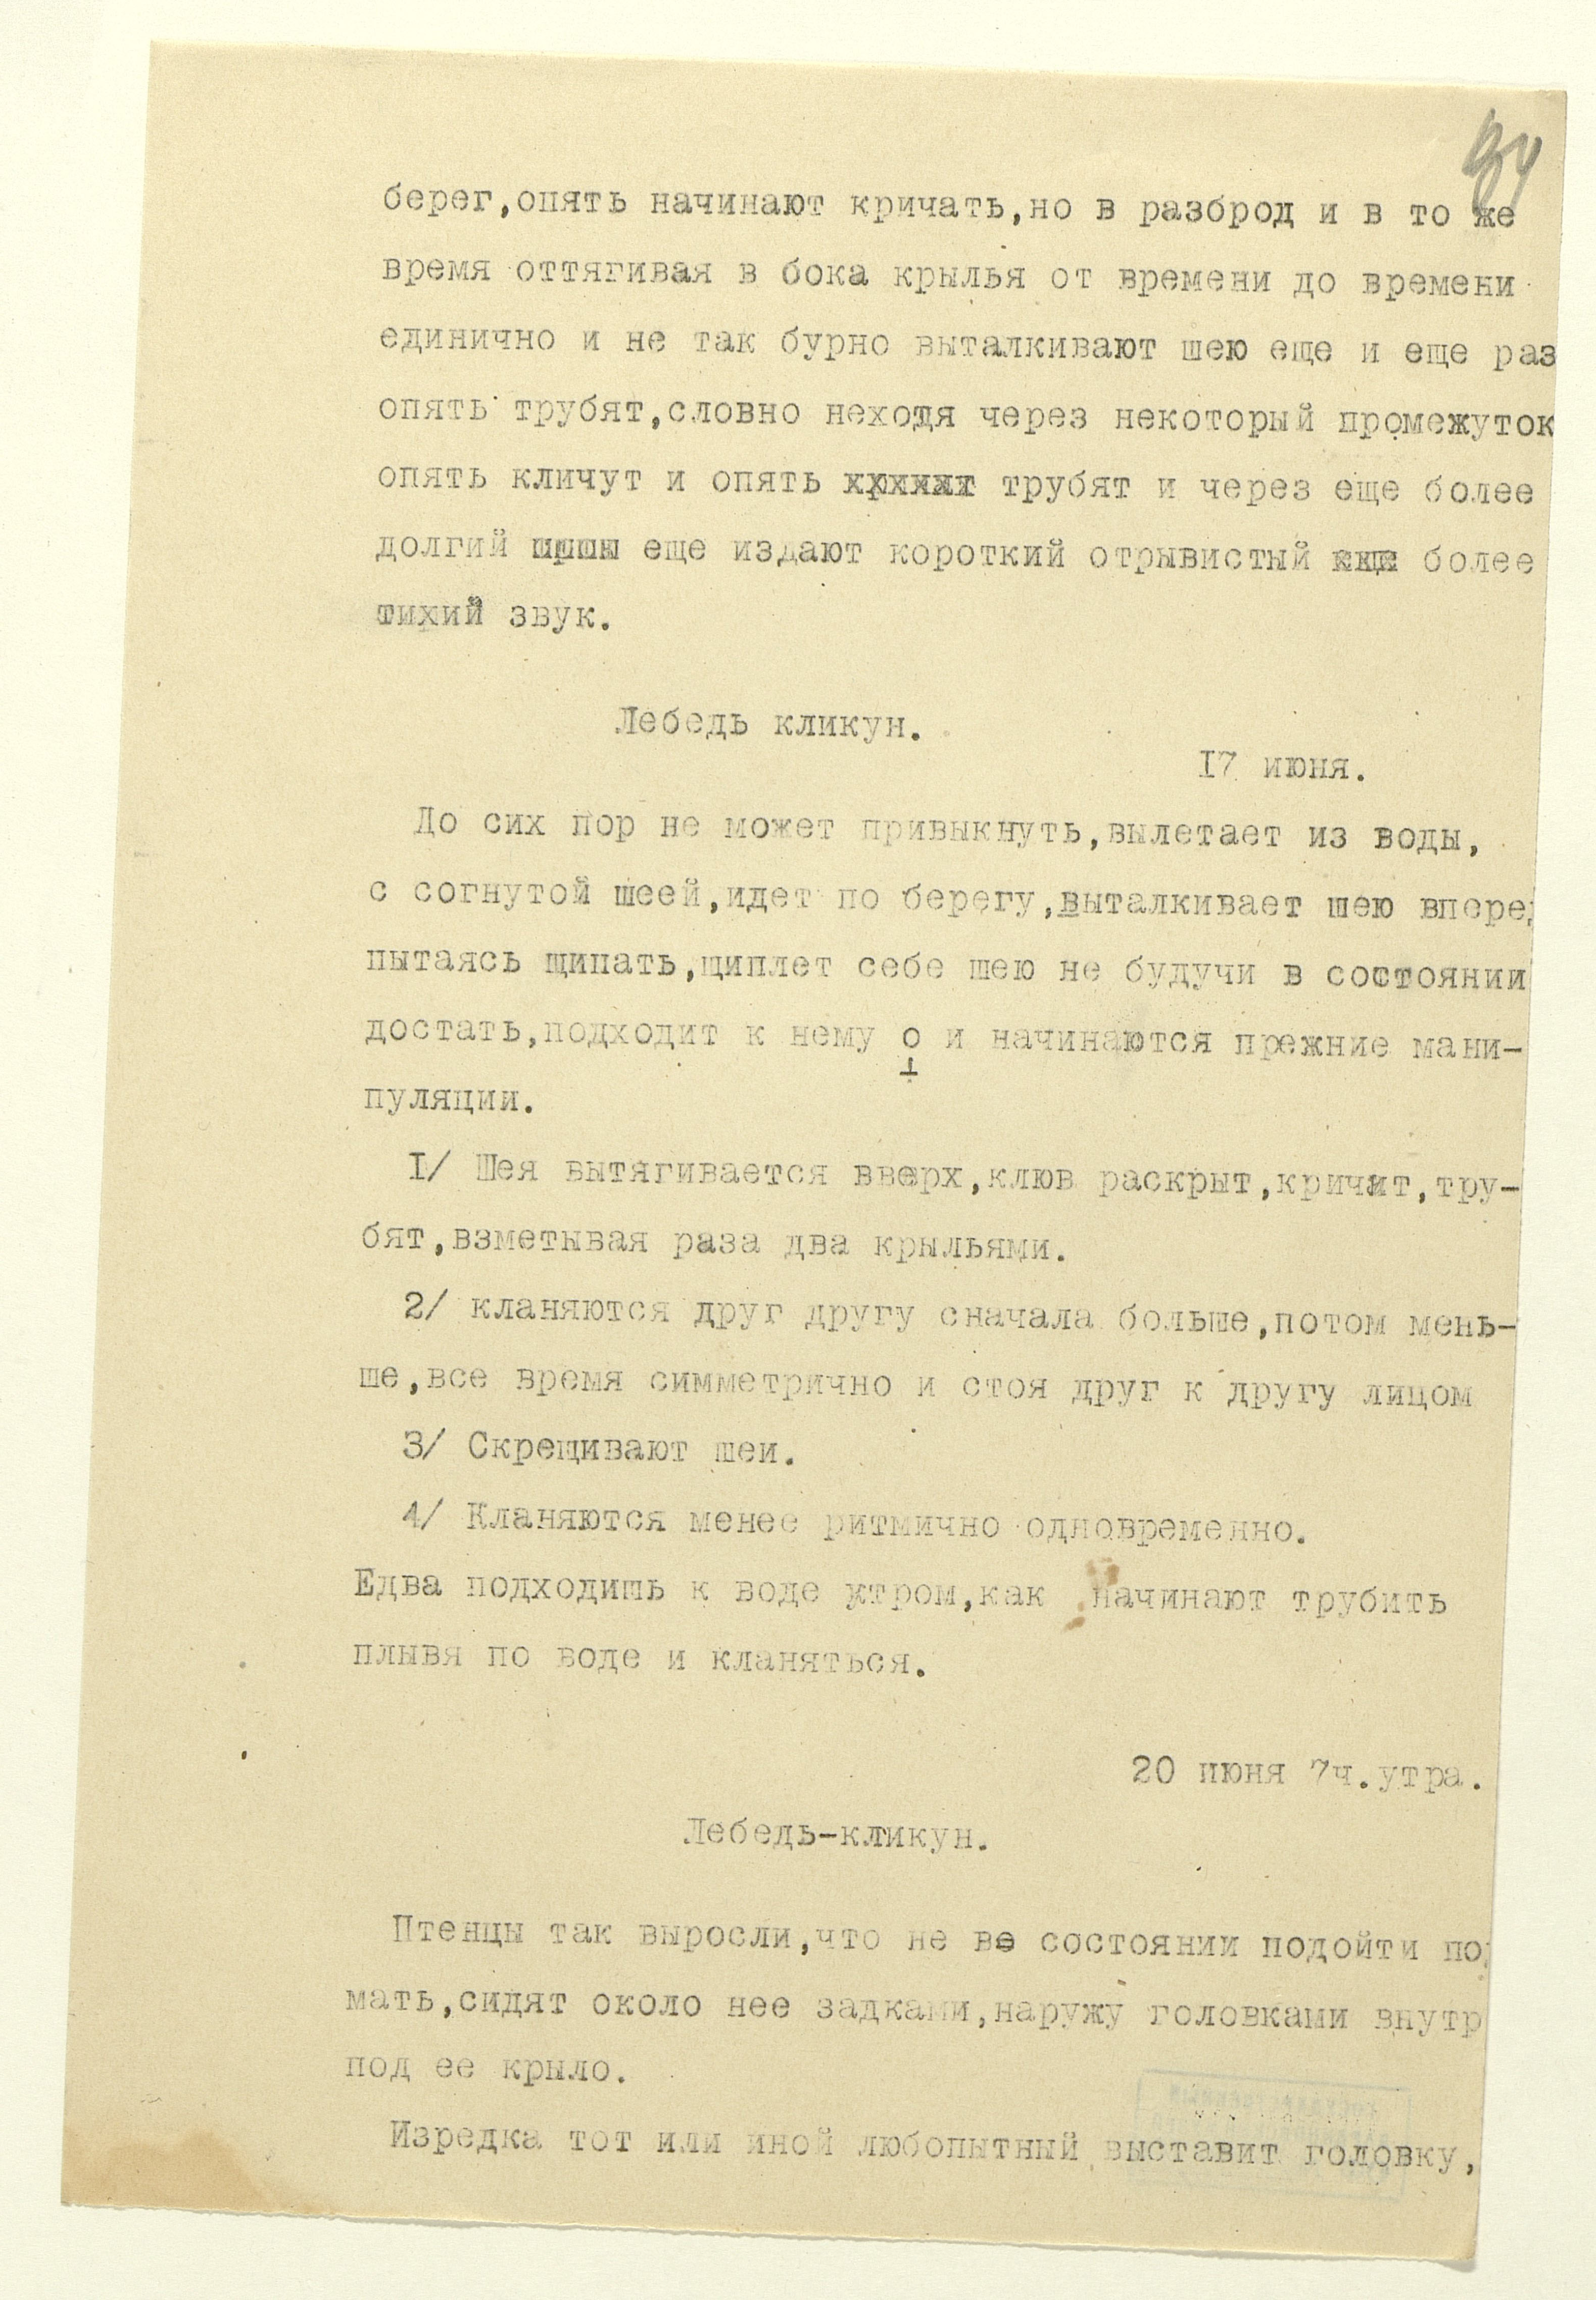 берег,опять начинают кричать,но в разброд и в то же
время оттягивая в бока крылья от времени до времени
единично и не так бурно выталкивают шею еще и еще раз
опять трубят,словно неходя через некоторый промежуток
опять кличут и опять трубят и через еще более
долгий еще издают короткий отрывистый еще более
тихий звук.
Лебедь кликун.
17 июня.
До сих пор не может привыкнуть,вылетает из воды,
с согнутой шеей,идет по берегу,выталкивает шею впере
пытаясь щипать,щиплет себе шею не будучи в состоянии
достать,подходит к нему ♀ и начинаются прежние мани-
пуляции.
1/ Шея вытягивается вверх,клюв раскрыт,кричит,тру-
бят,взметывая раза два крыльями.
2/ кланяются друг другу сначала больше,потом мень-
ше,все время симметрично и стоя друг к другу лицом
3/ Скрещивают шеи.
4/ Кланяются менее ритмично одновременно.
Едва подходишь к воде утром,как начинают трубить
плывя по воде и кланяться.
20 июня 7ч.утра.
Лебедь-кликун.
Птенцы так выросли,что не в состоянии подойти по
мать,сидят около нее задками,наружу головками внутр
под ее крыло.
Изредка тот или иной любопытный выставит головку,